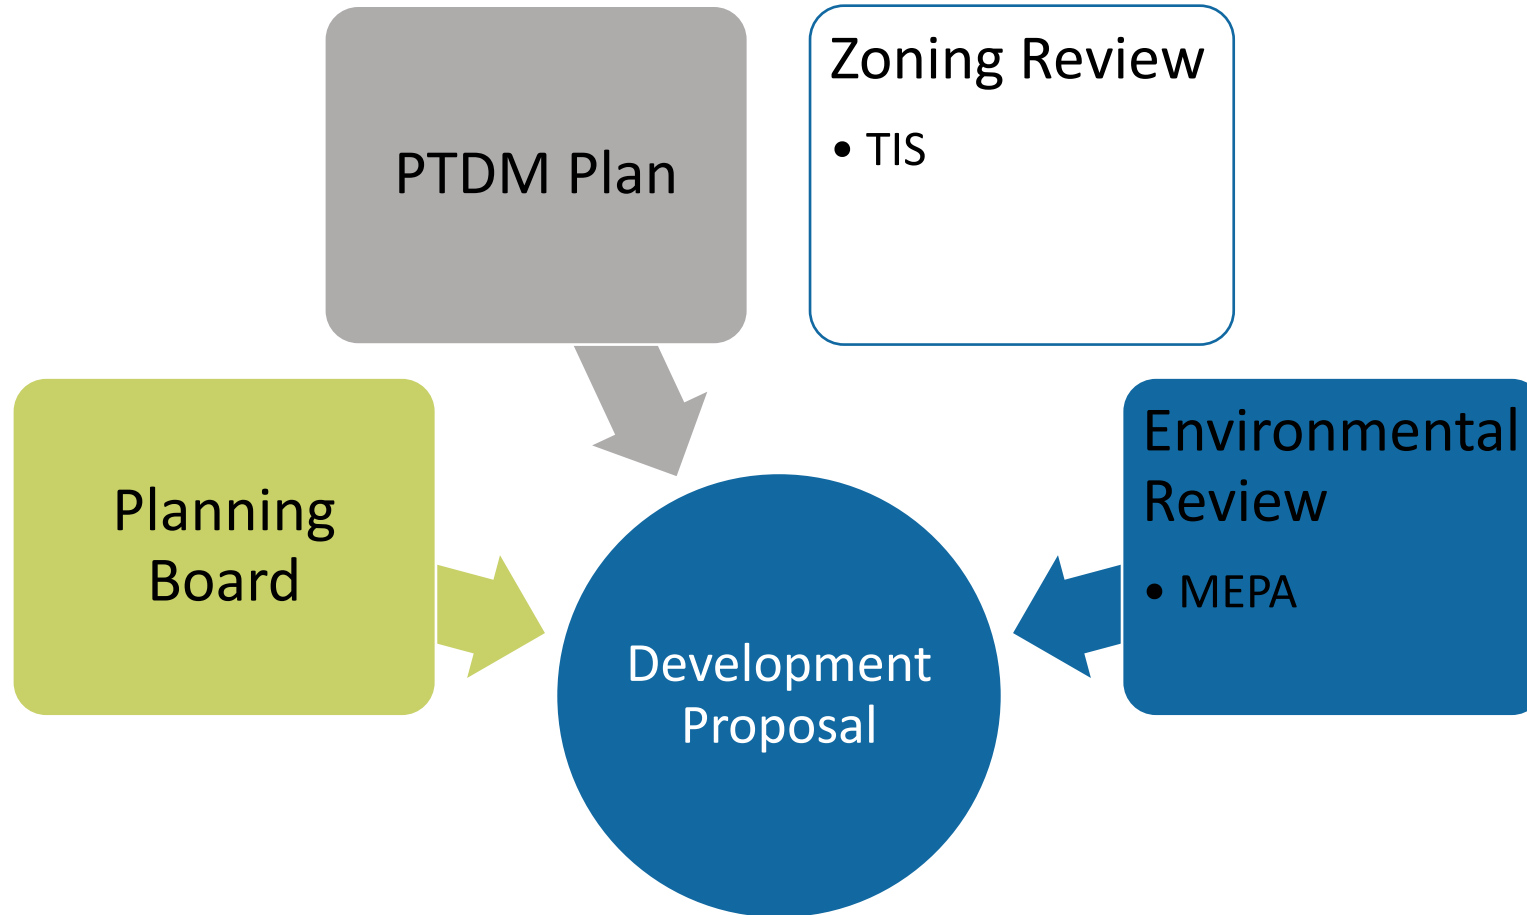 PTDM Plan
Zoning Review
• TIS
Planning
Board
Environmental
Review
• MEPA
Development
Proposal